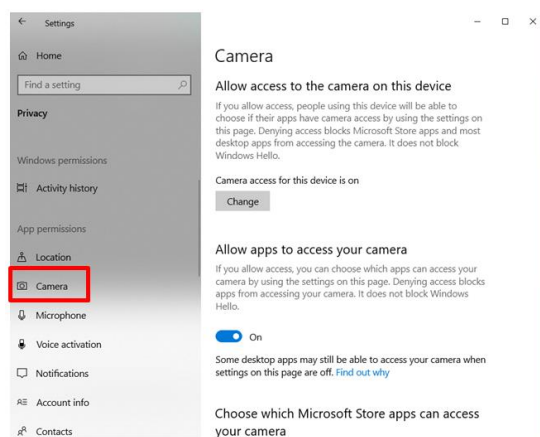 Settings
Home
Find a setting
Privacy
Windows permissions
Activity history
App permissions
Location
Camera
Microphone
Voice activation
Notifications
Account info
Contacts
Camera
Allow access to the camera on this device
If you allow access, people using this device will be able to
choose if their apps have camera access by using the settings on
this page. Denying access blocks Microsoft Store apps and most
desktop apps from accessing the camera. It does not block
Windows Hello.
Camera access for this device is on
Change
Allow apps to access your camera
If you allow access, you can choose which apps can access your
camera by using the settings on this page. Denying access blocks
apps from accessing your camera. It does not block Windows
Hello.
On
Some desktop apps may still be able to access your camera when
settings on this page are off. Find out why
Choose which Microsoft Store apps can access
your camera